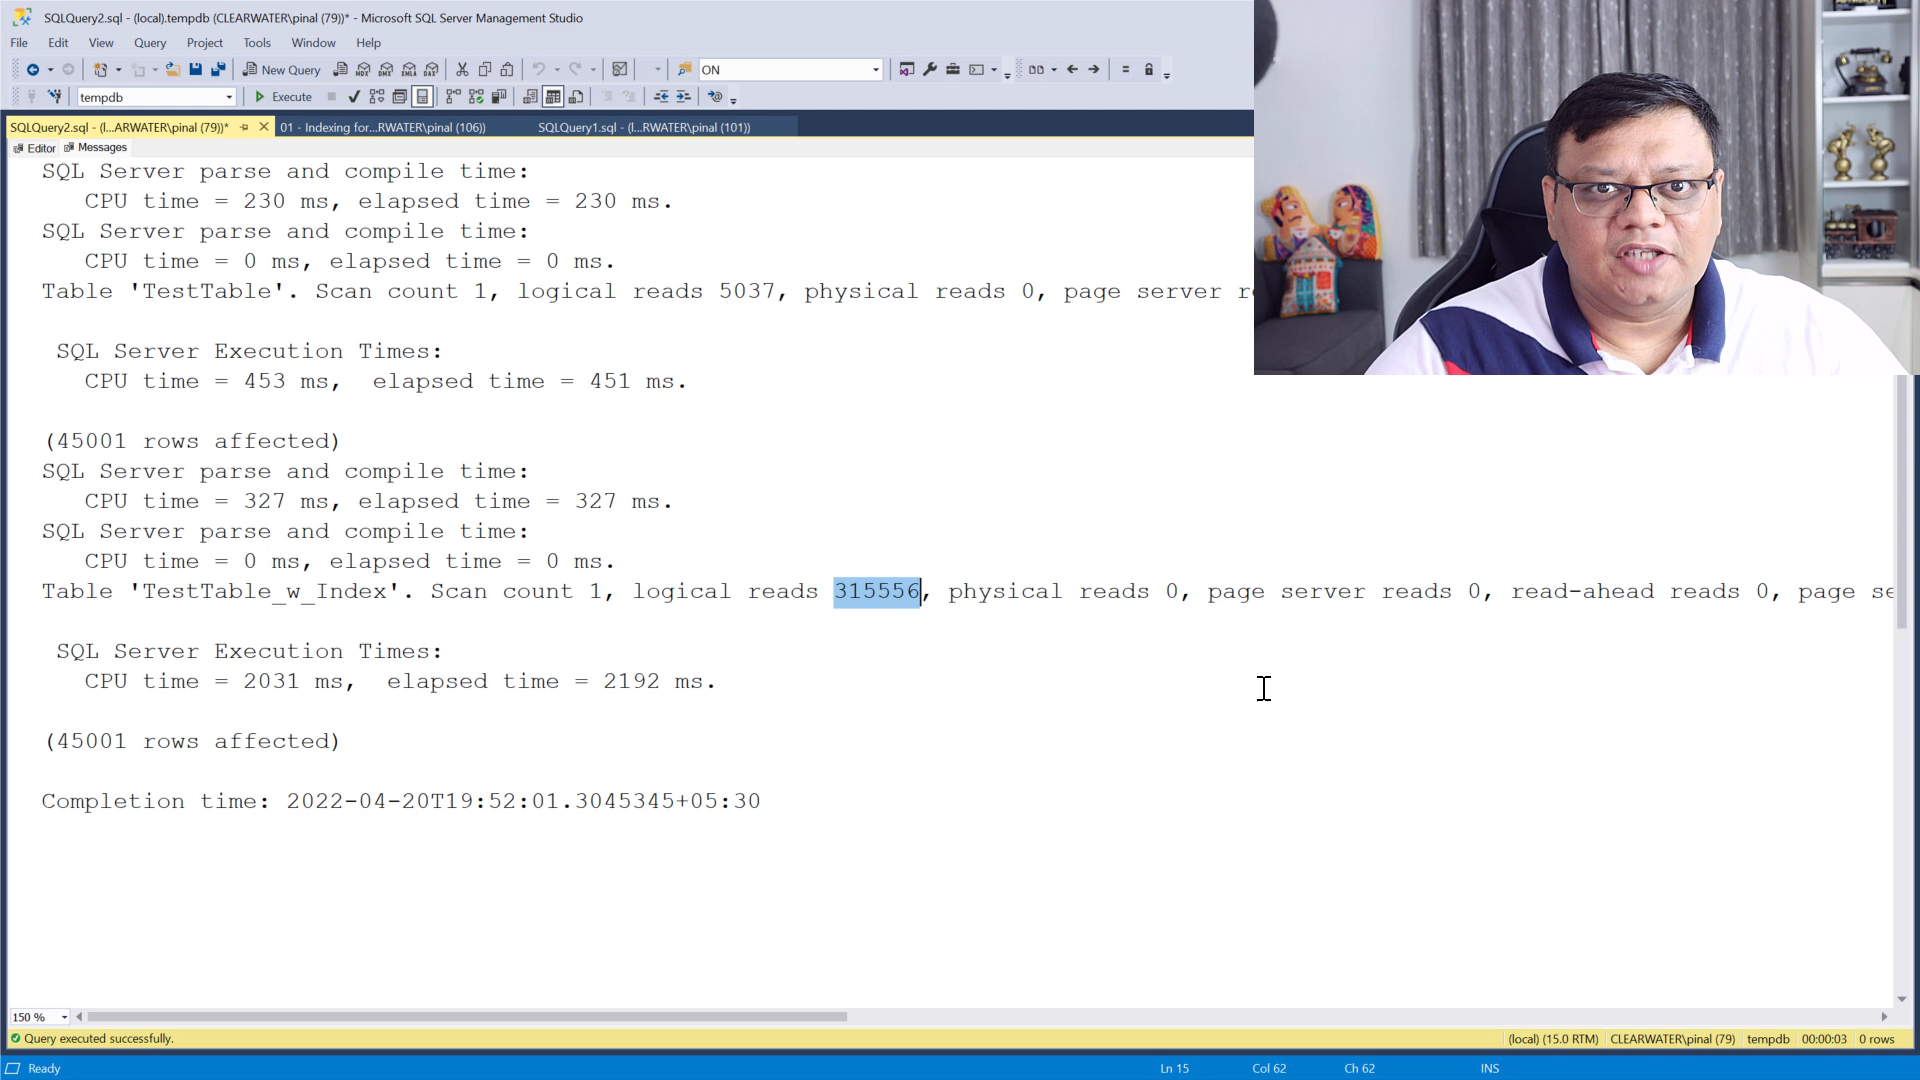 SQLQuery2.sql - (local).tempdb (CLEARWATER\pinal (79))* - Microsoft SQL Server Management Studio
File Edit View Query Project Tools Window Help
New Query ON
tempdb Execute
SQLQuery2.sql - (l...ARWATER\pinal (79))* 01 - Indexing for...RWATER\pinal (106)) SQLQuery1.sql - (l...RWATER\pinal (101))
Editor Messages
SQL Server parse and compile time:
CPU time = 230 ms, elapsed time = 230 ms.
SQL Server parse and compile time:
CPU time = 0 ms, elapsed time = 0 ms.
Table 'TestTable'. Scan count 1, logical reads 5037, physical reads 0, page server
SQL Server Execution Times:
CPU time = 453 ms, elapsed time = 451 ms.
(45001 rows affected)
SQL Server parse and compile time:
CPU time = 327 ms, elapsed time = 327 ms.
SQL Server parse and compile time:
CPU time = 0 ms, elapsed time = 0 ms.
Table 'TestTable_w_Index'. Scan count 1, logical reads 315556, physical reads 0, page server reads 0, read-ahead reads 0, page se
SQL Server Execution Times:
CPU time = 2031 ms, elapsed time = 2192 ms.
(45001 rows affected)
Completion time: 2022-04-20T19:52:01.3045345+05:30
150 %
Query executed successfully. (local) (15.0 RTM) CLEARWATER\pinal (79) tempdb 00:00:03 0 rows
Ready Ln 15 Col 62 Ch 62 INS